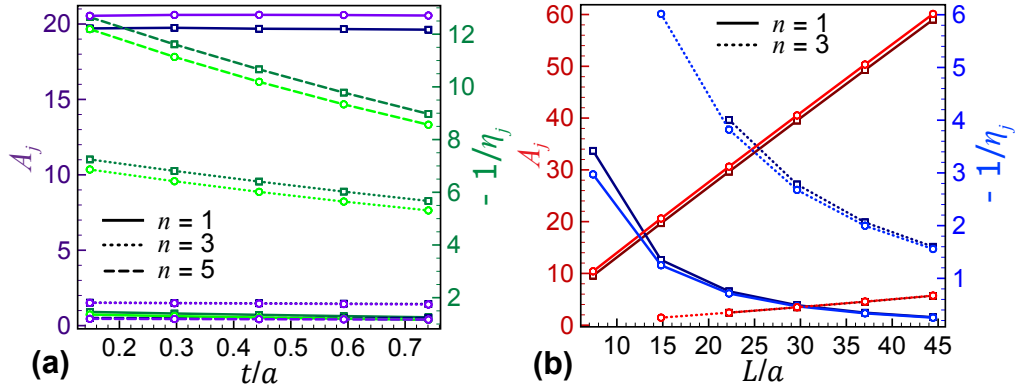 20
15
10
5
0
A_j
12
10
8
6
4
2
- 1/η_j
n = 1
n = 3
n = 5
0.2 0.3 0.4 0.5 0.6 0.7
(a)
t/a
60
50
40
30
20
10
0
A_j
6
5
4
3
2
1
- 1/η_j
n = 1
n = 3
10 15 20 25 30 35 40 45
(b)
L/a